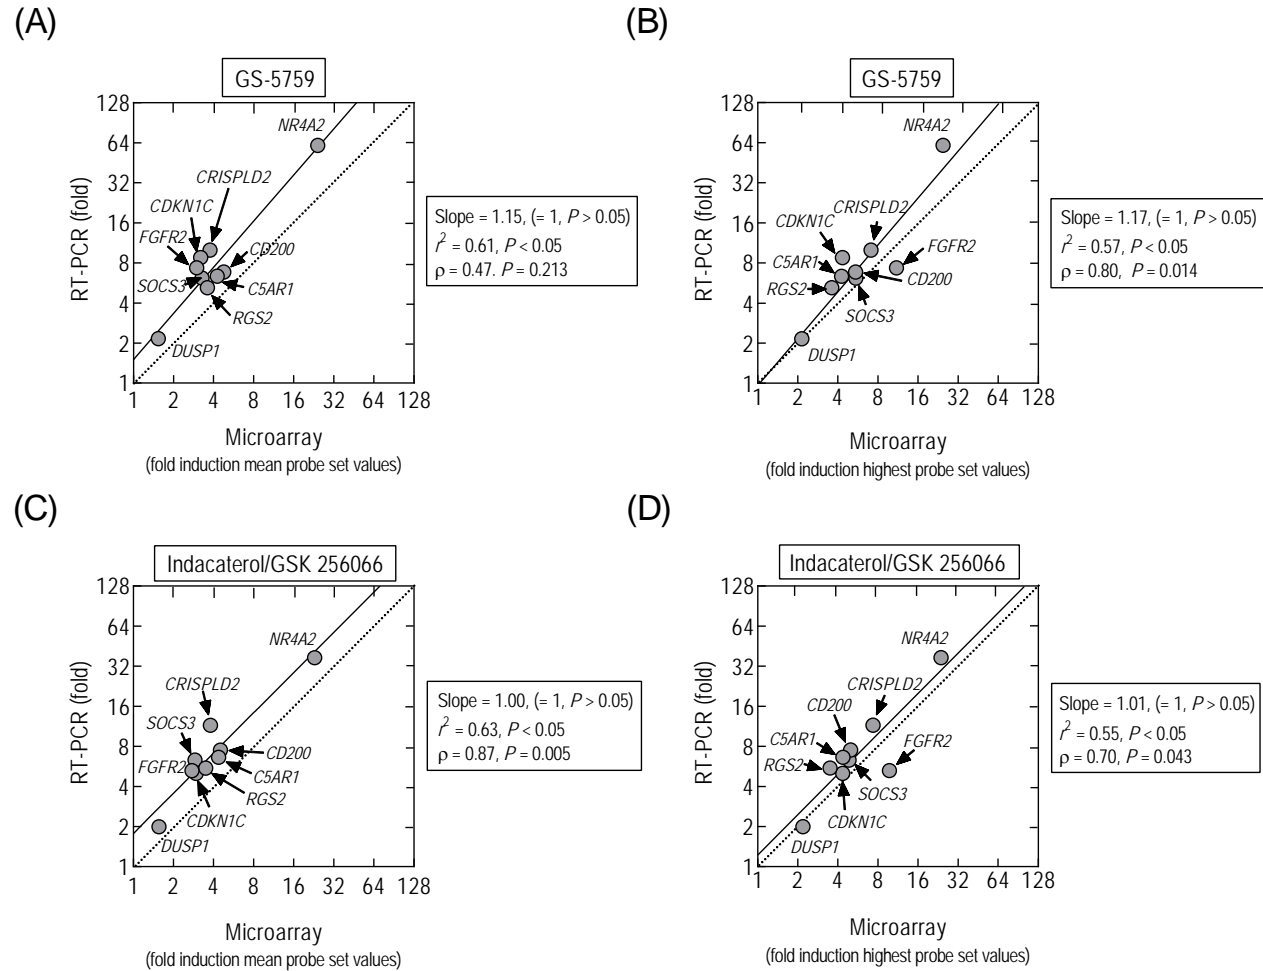 (A)
GS-5759
128
64
32
16
8
4
2
1
RT-PCR (fold)
NR4A2
CRISPLD2
CDKN1C
FGFR2
CD200
SOCS3
C5AR1
RGS2
DUSP1
1 2 4 8 16 32 64 128
Microarray
(fold induction mean probe set values)
Slope = 1.15, (= 1, P > 0.05)
r² = 0.61, P < 0.05
ρ = 0.47. P = 0.213
(B)
GS-5759
128
64
32
16
8
4
2
1
RT-PCR (fold)
NR4A2
CRISPLD2
CDKN1C
FGFR2
C5AR1
CD200
RGS2
SOCS3
DUSP1
1 2 4 8 16 32 64 128
Microarray
(fold induction highest probe set values)
Slope = 1.17, (= 1, P > 0.05)
r² = 0.57, P < 0.05
ρ = 0.80, P = 0.014
(C)
Indacaterol/GSK 256066
128
64
32
16
8
4
2
1
RT-PCR (fold)
NR4A2
CRISPLD2
SOCS3
CD200
FGFR2
C5AR1
RGS2
CDKN1C
DUSP1
1 2 4 8 16 32 64 128
Microarray
(fold induction mean probe set values)
Slope = 1.00, (= 1, P > 0.05)
r² = 0.63, P < 0.05
ρ = 0.87, P = 0.005
(D)
Indacaterol/GSK 256066
128
64
32
16
8
4
2
1
RT-PCR (fold)
NR4A2
CRISPLD2
CD200
C5AR1
FGFR2
RGS2
SOCS3
CDKN1C
DUSP1
1 2 4 8 16 32 64 128
Microarray
(fold induction highest probe set values)
Slope = 1.01, (= 1, P > 0.05)
r² = 0.55, P < 0.05
ρ = 0.70, P = 0.043